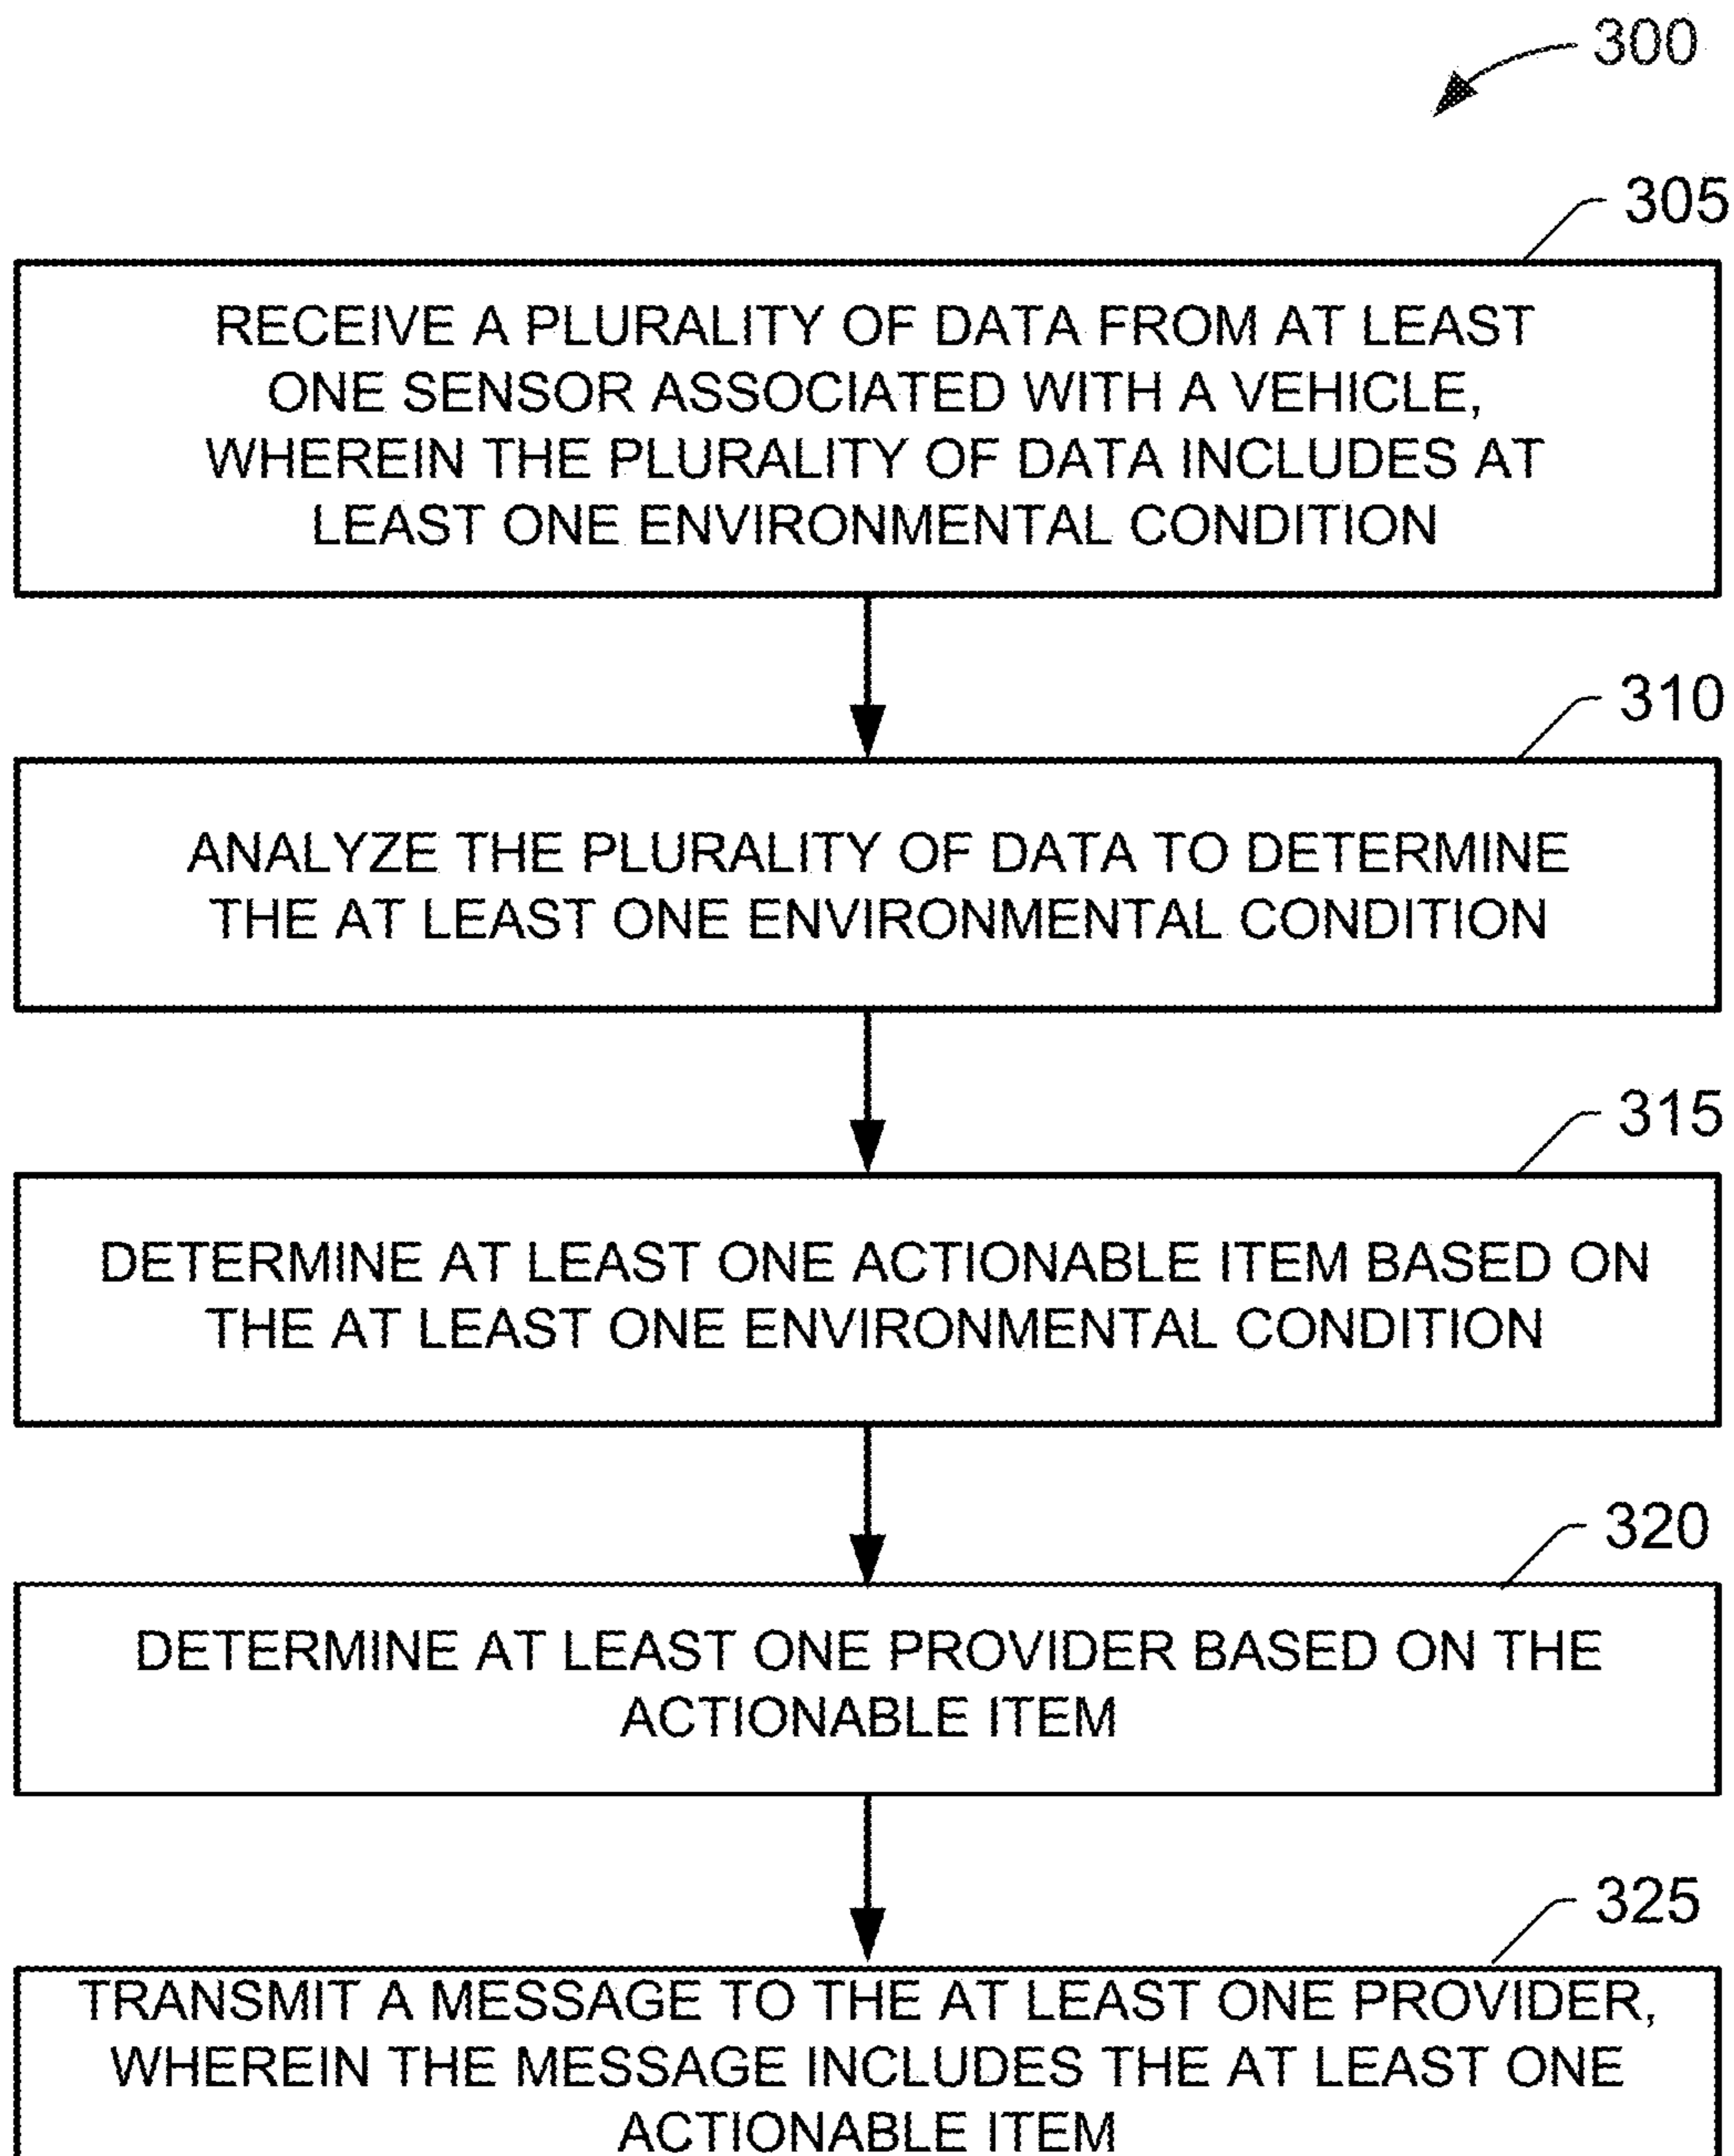 300
305
RECEIVE A PLURALITY OF DATA FROM AT LEAST
ONE SENSOR ASSOCIATED WITH A VEHICLE,
WHEREIN THE PLURALITY OF DATA INCLUDES AT
LEAST ONE ENVIRONMENTAL CONDITION
310
ANALYZE THE PLURALITY OF DATA TO DETERMINE
THE AT LEAST ONE ENVIRONMENTAL CONDITION
315
DETERMINE AT LEAST ONE ACTIONABLE ITEM BASED ON
THE AT LEAST ONE ENVIRONMENTAL CONDITION
320
DETERMINE AT LEAST ONE PROVIDER BASED ON THE
ACTIONABLE ITEM
325
TRANSMIT A MESSAGE TO THE AT LEAST ONE PROVIDER,
WHEREIN THE MESSAGE INCLUDES THE AT LEAST ONE
ACTIONABLE ITEM